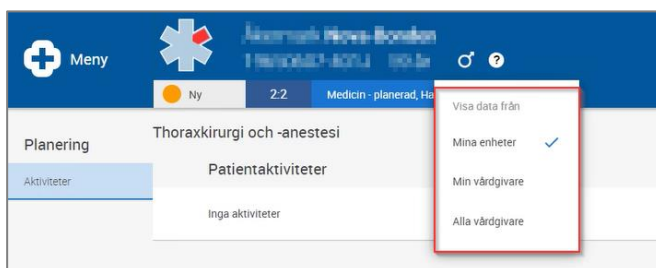 Meny
?
Ny
2:2
Medicin - planerad, Ha
Visa data från
Planering
Thoraxkirurgi och -anestesi
Mina enheter
Aktiviteter
Patientaktiviteter
Min vårdgivare
Inga aktiviteter
Alla vårdgivare